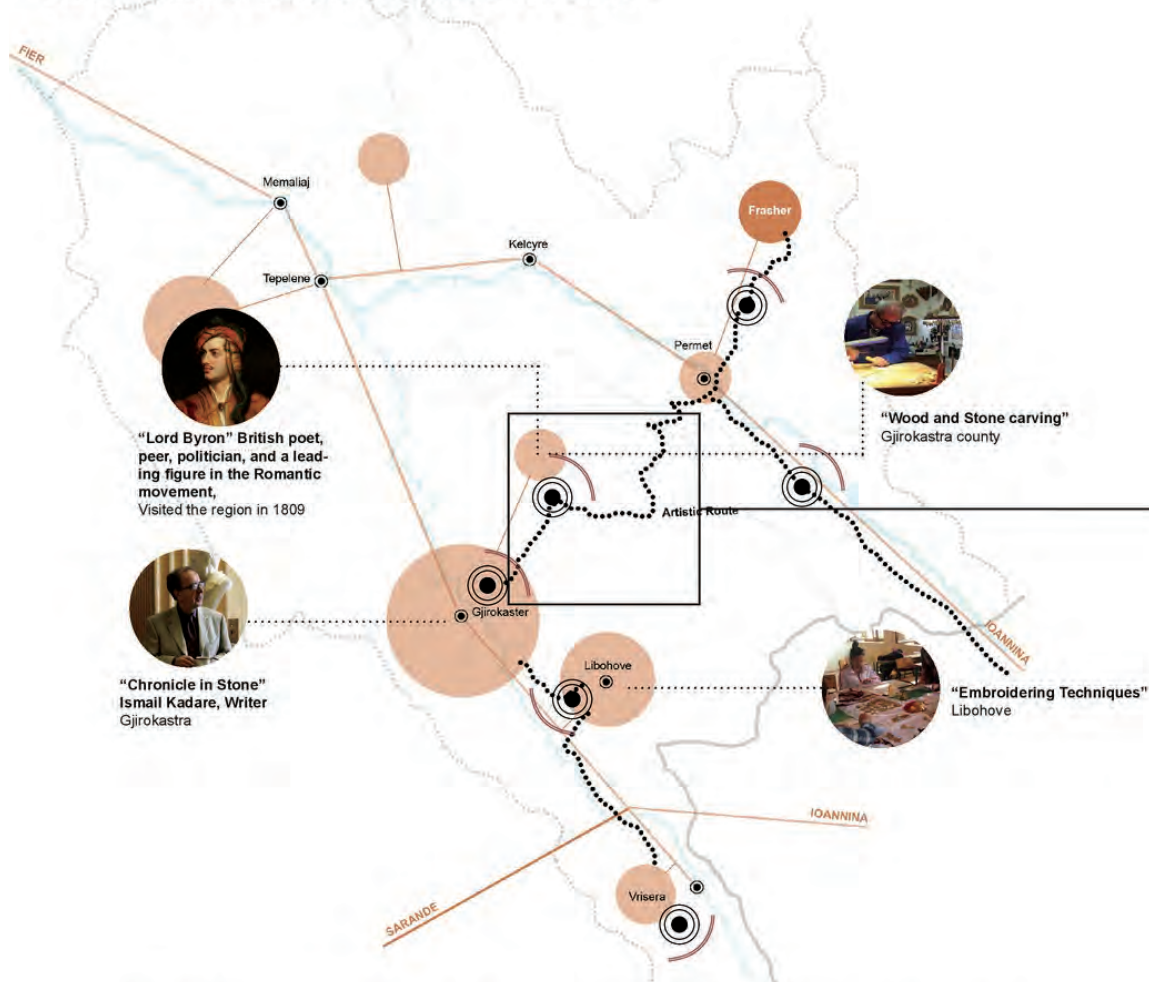 FIER
Memaliaj
Frasher
Kelcyre
Tepelene
Permet
“Wood and Stone carving”
Gjirokastra county
“Lord Byron” British poet,
peer, politician, and a lead-
ing figure in the Romantic
movement,
Visited the region in 1809
Artistic Route
Gjirokaster
IOANNINA
Libohove
“Chronicle in Stone”
Ismail Kadare, Writer
Gjirokastra
“Embroidering Techniques”
Libohove
IOANNINA
Vrisera
SARANDE